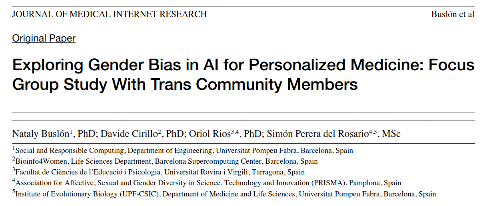 JOURNAL OF MEDICAL INTERNET RESEARCH Buslón et al
Original Paper
Exploring Gender Bias in AI for Personalized Medicine: Focus
Group Study With Trans Community Members
Nataly Buslón1, PhD; Davide Cirillo2, PhD; Oriol Rios3,4, PhD; Simón Perera del Rosario4,5, MSc
1Social and Responsible Computing, Department of Engineering, Universitat Pompeu Fabra, Barcelona, Spain
2Bioinfo4Women, Life Sciences Department, Barcelona Supercomputing Center, Barcelona, Spain
3Facultat de Ciències de l'Educació i Psicologia, Universitat Rovira i Virgili, Tarragona, Spain
4Association for Affective, Sexual and Gender Diversity in Science, Technology and Innovation (PRISMA), Pamplona, Spain
5Institute of Evolutionary Biology (UPF-CSIC), Department of Medicine and Life Sciences, Universitat Pompeu Fabra, Barcelona, Spain